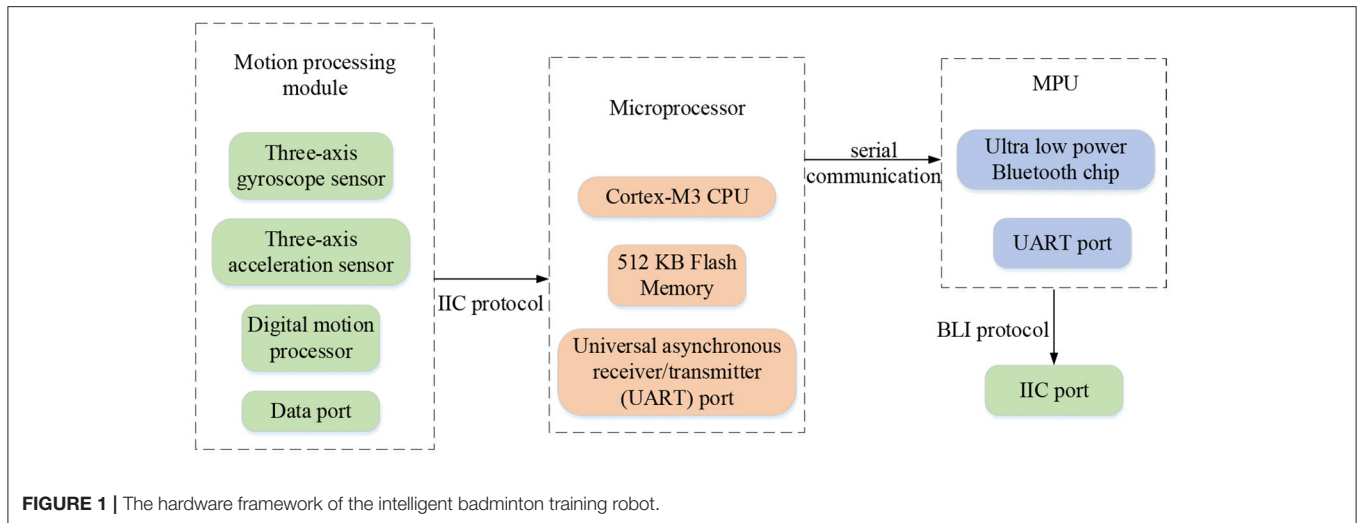 Motion processing
module
Three-axis
gyroscope sensor
Three-axis
acceleration sensor
Digital motion
processor
Data port
IIC protocol
Microprocessor
Cortex-M3 CPU
512 KB Flash
Memory
Universal asynchronous
receiver/transmitter
(UART) port
serial
communication
MPU
Ultra low power
Bluetooth chip
UART port
BLI protocol
IIC port
FIGURE 1 | The hardware framework of the intelligent badminton training robot.